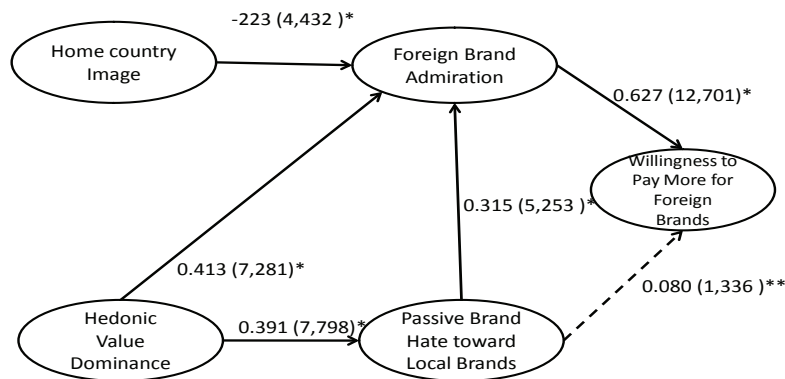 -223 (4,432 )*
Home country
Image
Foreign Brand
Admiration
0.627 (12,701)*
Willingness to
Pay More for
Foreign
Brands
0.315 (5,253 )*
0.413 (7,281)*
0.080 (1,336 )**
Hedonic
Value
Dominance
0.391 (7,798)*
Passive Brand
Hate toward
Local Brands